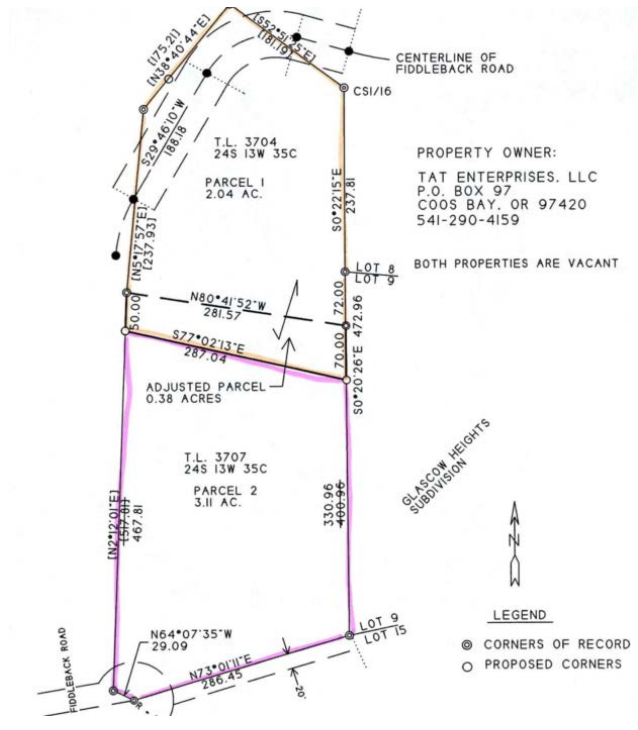 [S52°51'55"E]
[181.19]
[175.21]
[N38°40'44"E]
CENTERLINE OF
FIDDLEBACK ROAD
CS1/16
S29°46'10"W
188.18
T.L. 3704
24S 13W 35C
PARCEL 1
2.04 AC.
PROPERTY OWNER:
TAT ENTERPRISES, LLC
P.O. BOX 97
COOS BAY, OR 97420
541-290-4159
S0°22'15"E
237.81
[N5°17'57"E]
[237.93]
LOT 8
LOT 9
BOTH PROPERTIES ARE VACANT
N80°41'52"W
281.57
50.00
72.00
472.96
S77°02'13"E
287.04
70.00
S0°20'26"E
ADJUSTED PARCEL
0.38 ACRES
T.L. 3707
24S 13W 35C
PARCEL 2
3.11 AC.
GLASCOW HEIGHTS
SUBDIVISION
330.96
400.96
[N2°12'01"E]
[517.81]
467.81
N
LEGEND
CORNERS OF RECORD
PROPOSED CORNERS
LOT 9
LOT 15
N64°07'35"W
29.09
N73°01'11"E
286.45
20'
FIDDLEBACK ROAD
R